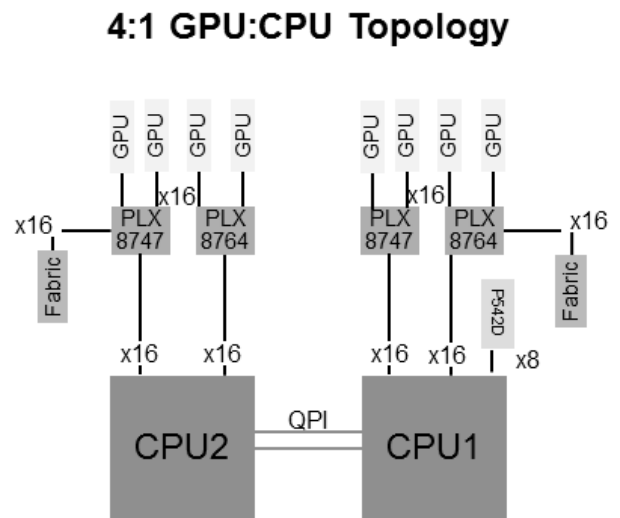 4:1 GPU:CPU Topology
GPU
GPU
GPU
GPU
GPU
GPU
GPU
GPU
x16
x16
x16
PLX
8747
PLX
8764
PLX
8747
PLX
8764
x16
Fabric
Fabric
P542D
x16
x16
x16
x16
x8
QPI
CPU2
CPU1